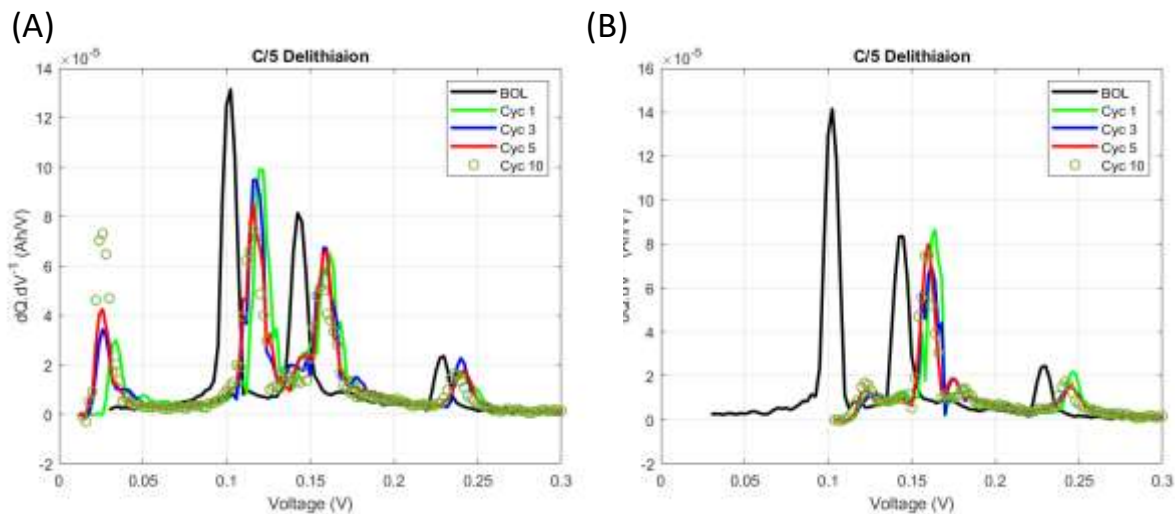 (A)
(B)
C/5 Delithiaion
×10⁻⁵
14
12
10
8
6
4
2
0
-2
dQ.dV⁻¹ (Ah/V)
0 0.05 0.1 0.15 0.2 0.25 0.3
Voltage (V)
BOL
Cyc 1
Cyc 3
Cyc 5
Cyc 10
C/5 Delithiaion
×10⁻⁵
16
14
12
10
8
6
4
2
0
-2
0 0.05 0.1 0.15 0.2 0.25 0.3
Voltage (V)
BOL
Cyc 1
Cyc 3
Cyc 5
Cyc 10